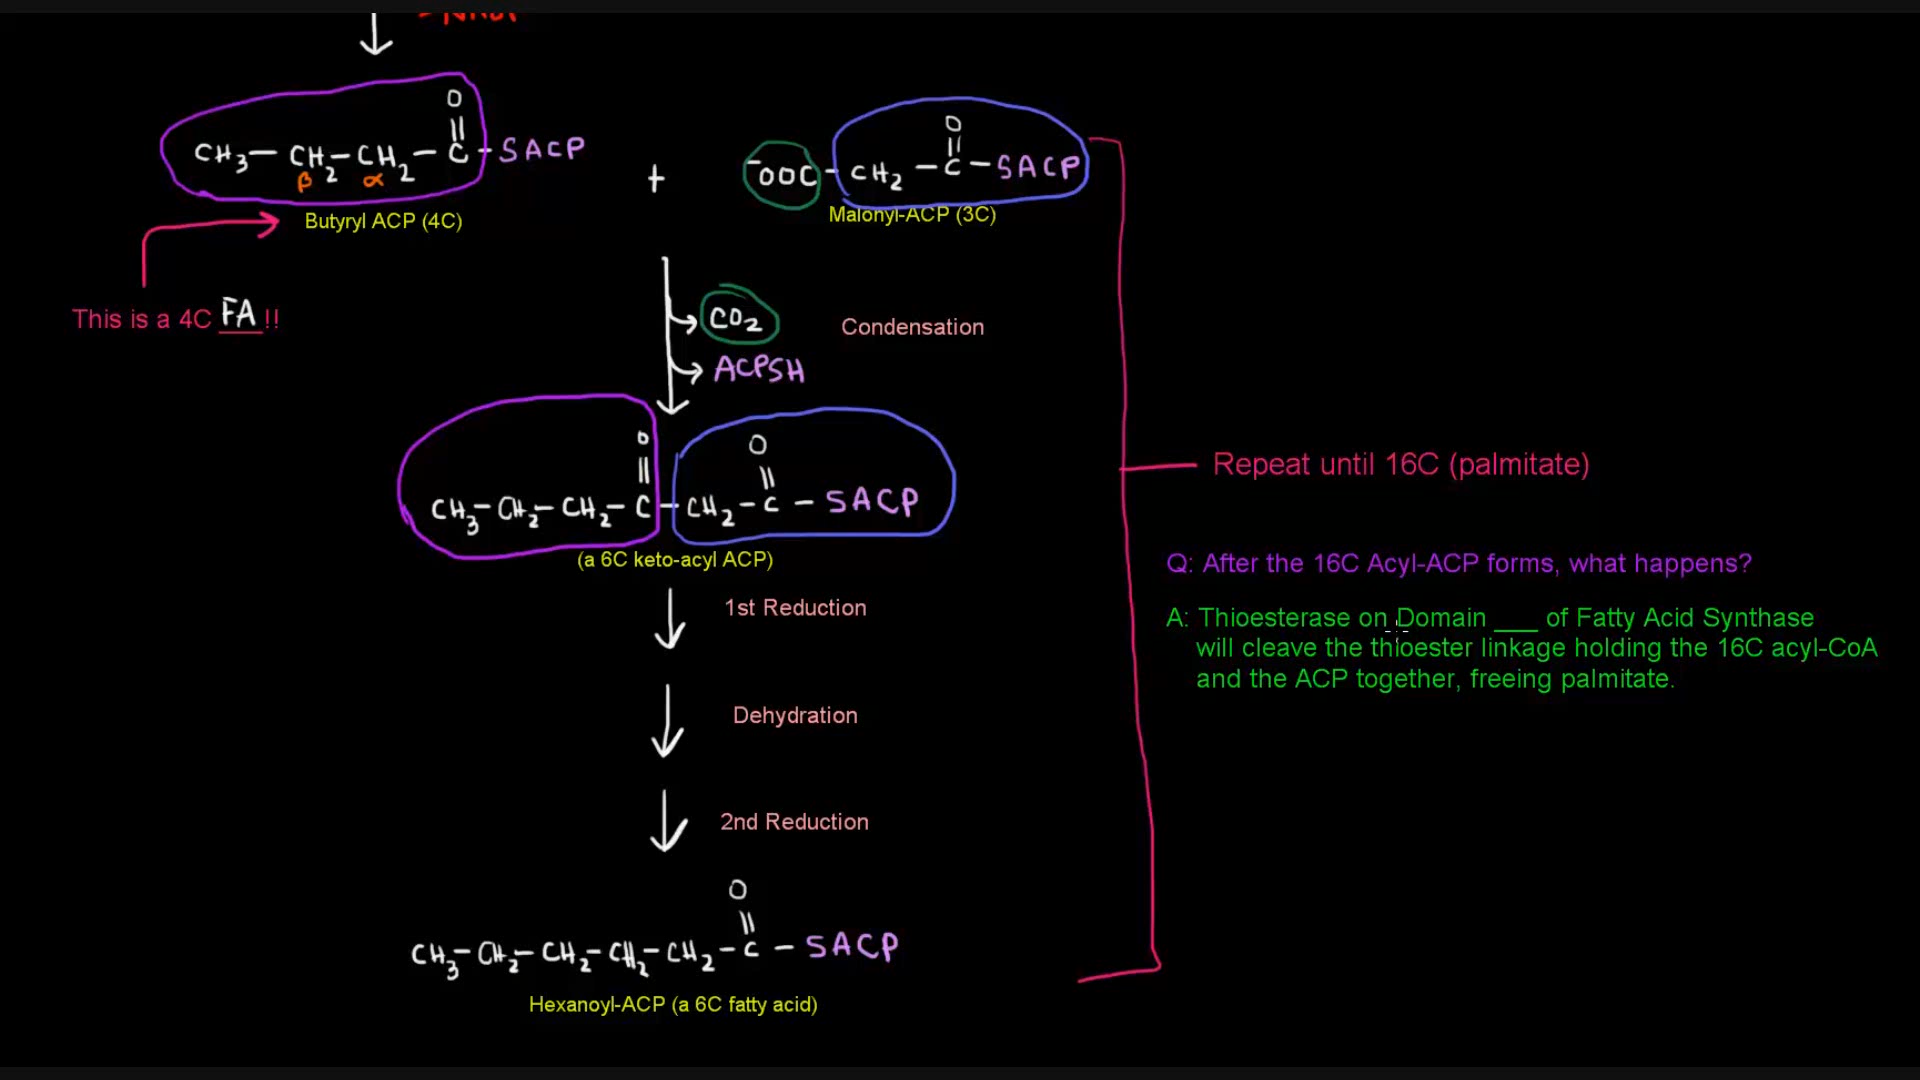 O
||
CH3 — CH2 — CH2 — C - SACP
β α
Butyryl ACP (4C)
+
O
||
⁻OOC - CH2 — C — SACP
Malonyl-ACP (3C)
This is a 4C FA!!
CO2
Condensation
ACPSH
O O
|| ||
CH3 — CH2 — CH2 — C — CH2 — C — SACP
(a 6C keto-acyl ACP)
Repeat until 16C (palmitate)
Q: After the 16C Acyl-ACP forms, what happens?
A: Thioesterase on Domain ___ of Fatty Acid Synthase
will cleave the thioester linkage holding the 16C acyl-CoA
and the ACP together, freeing palmitate.
1st Reduction
Dehydration
2nd Reduction
O
||
CH3 — CH2 — CH2 — CH2 — CH2 — C — SACP
Hexanoyl-ACP (a 6C fatty acid)